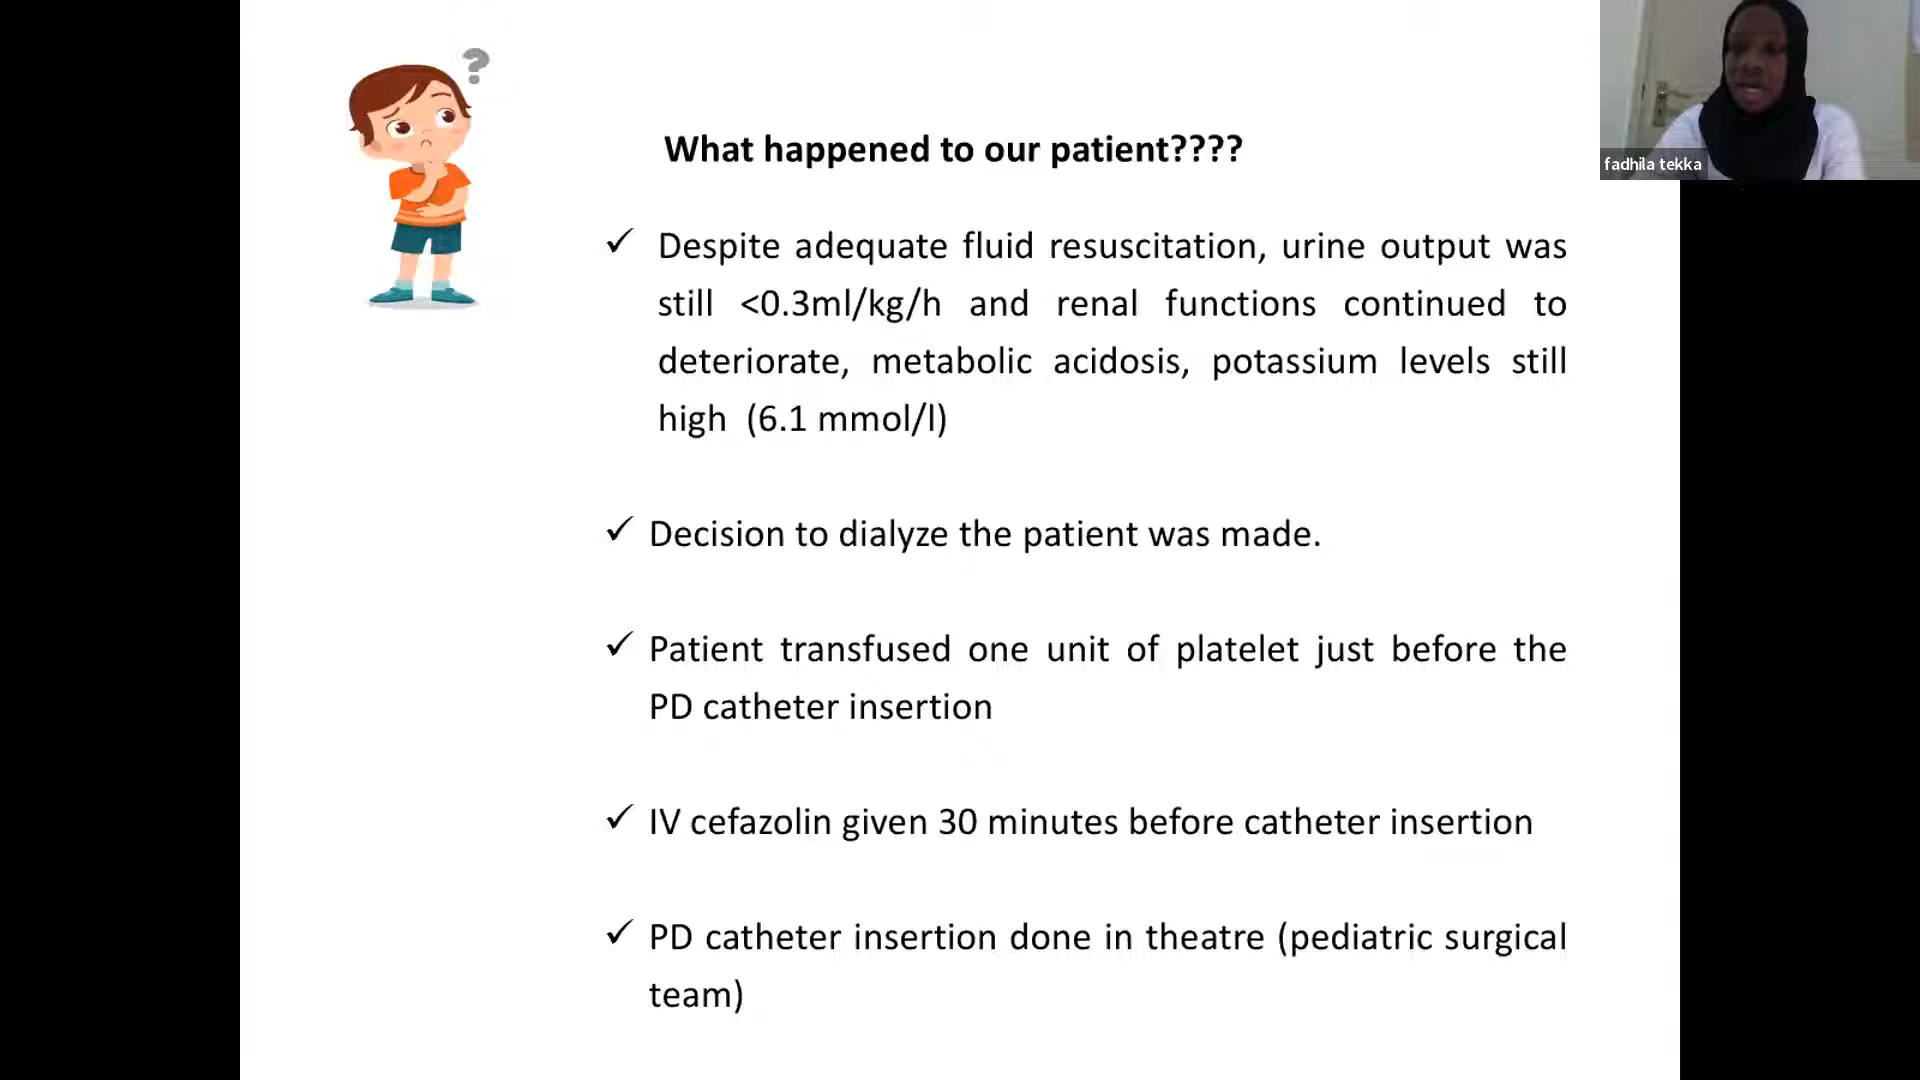 ?
fadhila tekka
What happened to our patient????
✓ Despite adequate fluid resuscitation, urine output was
still <0.3ml/kg/h and renal functions continued to
deteriorate, metabolic acidosis, potassium levels still
high (6.1 mmol/l)
✓ Decision to dialyze the patient was made.
✓ Patient transfused one unit of platelet just before the
PD catheter insertion
✓ IV cefazolin given 30 minutes before catheter insertion
✓ PD catheter insertion done in theatre (pediatric surgical
team)